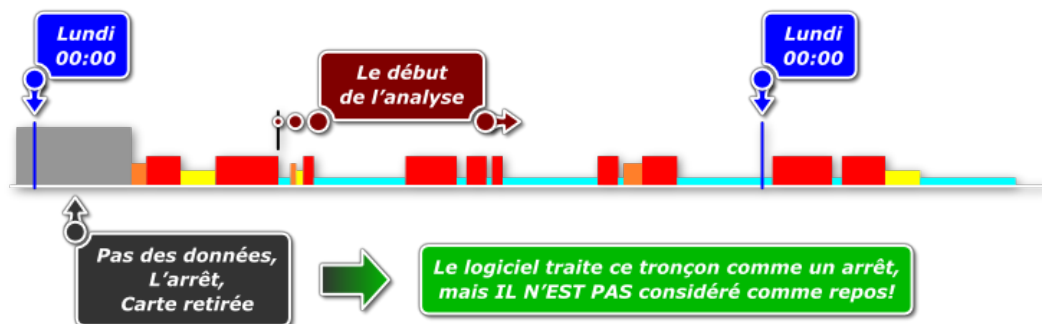 Lundi
00:00
Le début
de l'analyse
Lundi
00:00
Pas des données,
L'arrêt,
Carte retirée
Le logiciel traite ce tronçon comme un arrêt,
mais IL N'EST PAS considéré comme repos!